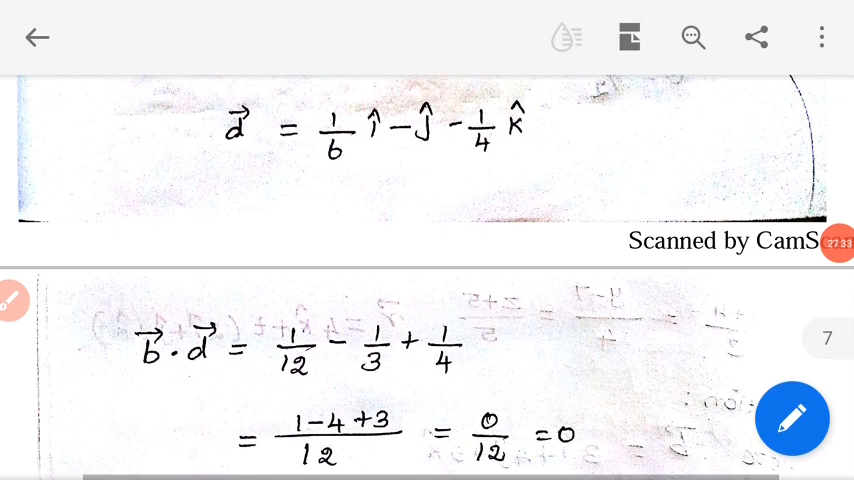 d⃗ = 1/6 î − ĵ − 1/4 k̂
Scanned by CamS
27:33
7
b⃗ . d⃗ = 1/12 − 1/3 + 1/4
= 1−4+3/12 = 0/12 = 0